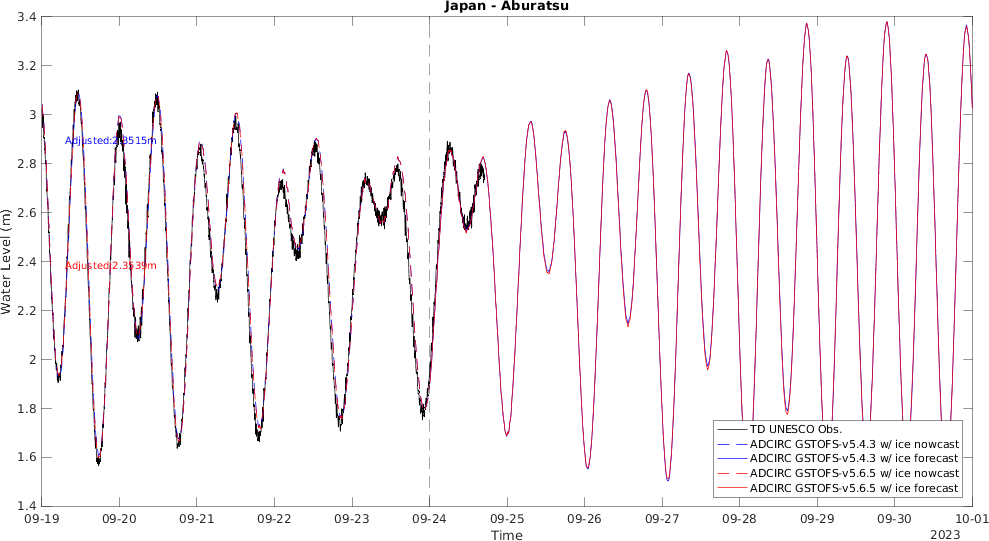 Japan - Aburatsu
3.4
3.2
3
2.8
2.6
2.4
2.2
2
1.8
1.6
1.4
Water Level (m)
Adjusted:2.3515m
Adjusted:2.3539m
TD UNESCO Obs.
ADCIRC GSTOFS-v5.4.3 w/ ice nowcast
ADCIRC GSTOFS-v5.4.3 w/ ice forecast
ADCIRC GSTOFS-v5.6.5 w/ ice nowcast
ADCIRC GSTOFS-v5.6.5 w/ ice forecast
09-19 09-20 09-21 09-22 09-23 09-24 09-25 09-26 09-27 09-28 09-29 09-30 10-01
Time
2023